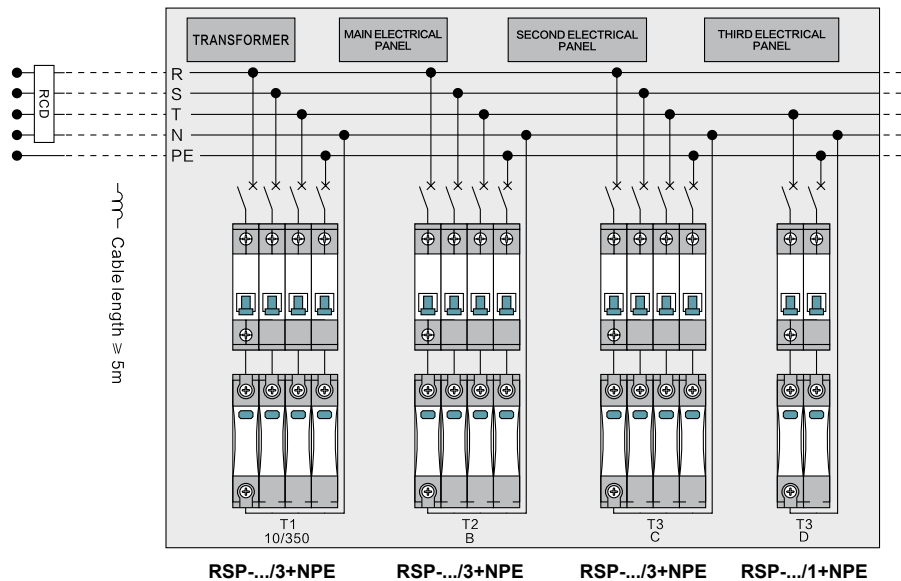 TRANSFORMER
MAIN ELECTRICAL
PANEL
SECOND ELECTRICAL
PANEL
THIRD ELECTRICAL
PANEL
RCD
R
S
T
N
PE
Cable length ≥ 5m
T1
10/350
T2
B
T3
C
T3
D
RSP-.../3+NPE
RSP-.../3+NPE
RSP-.../3+NPE
RSP-.../1+NPE